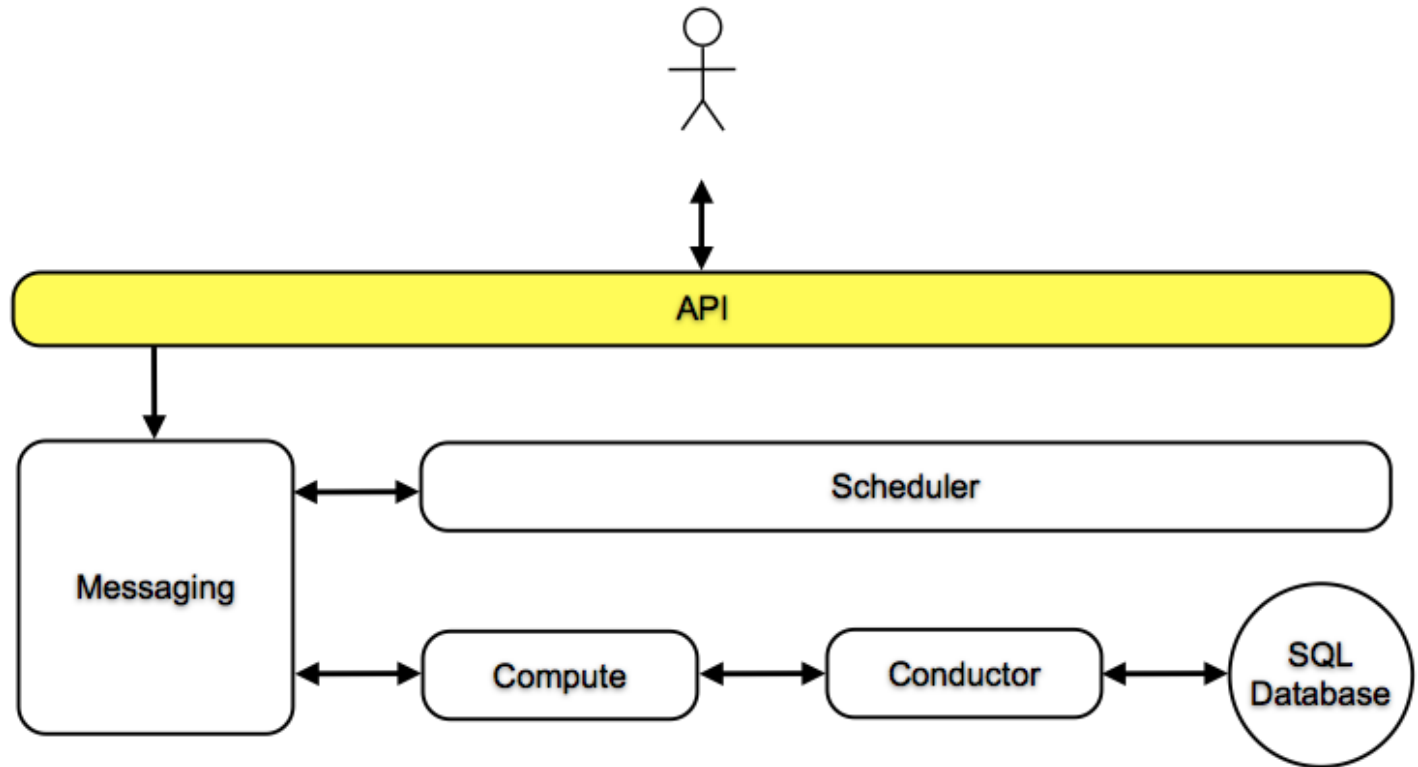 API
Scheduler
Messaging
Compute
Conductor
SQL
Database